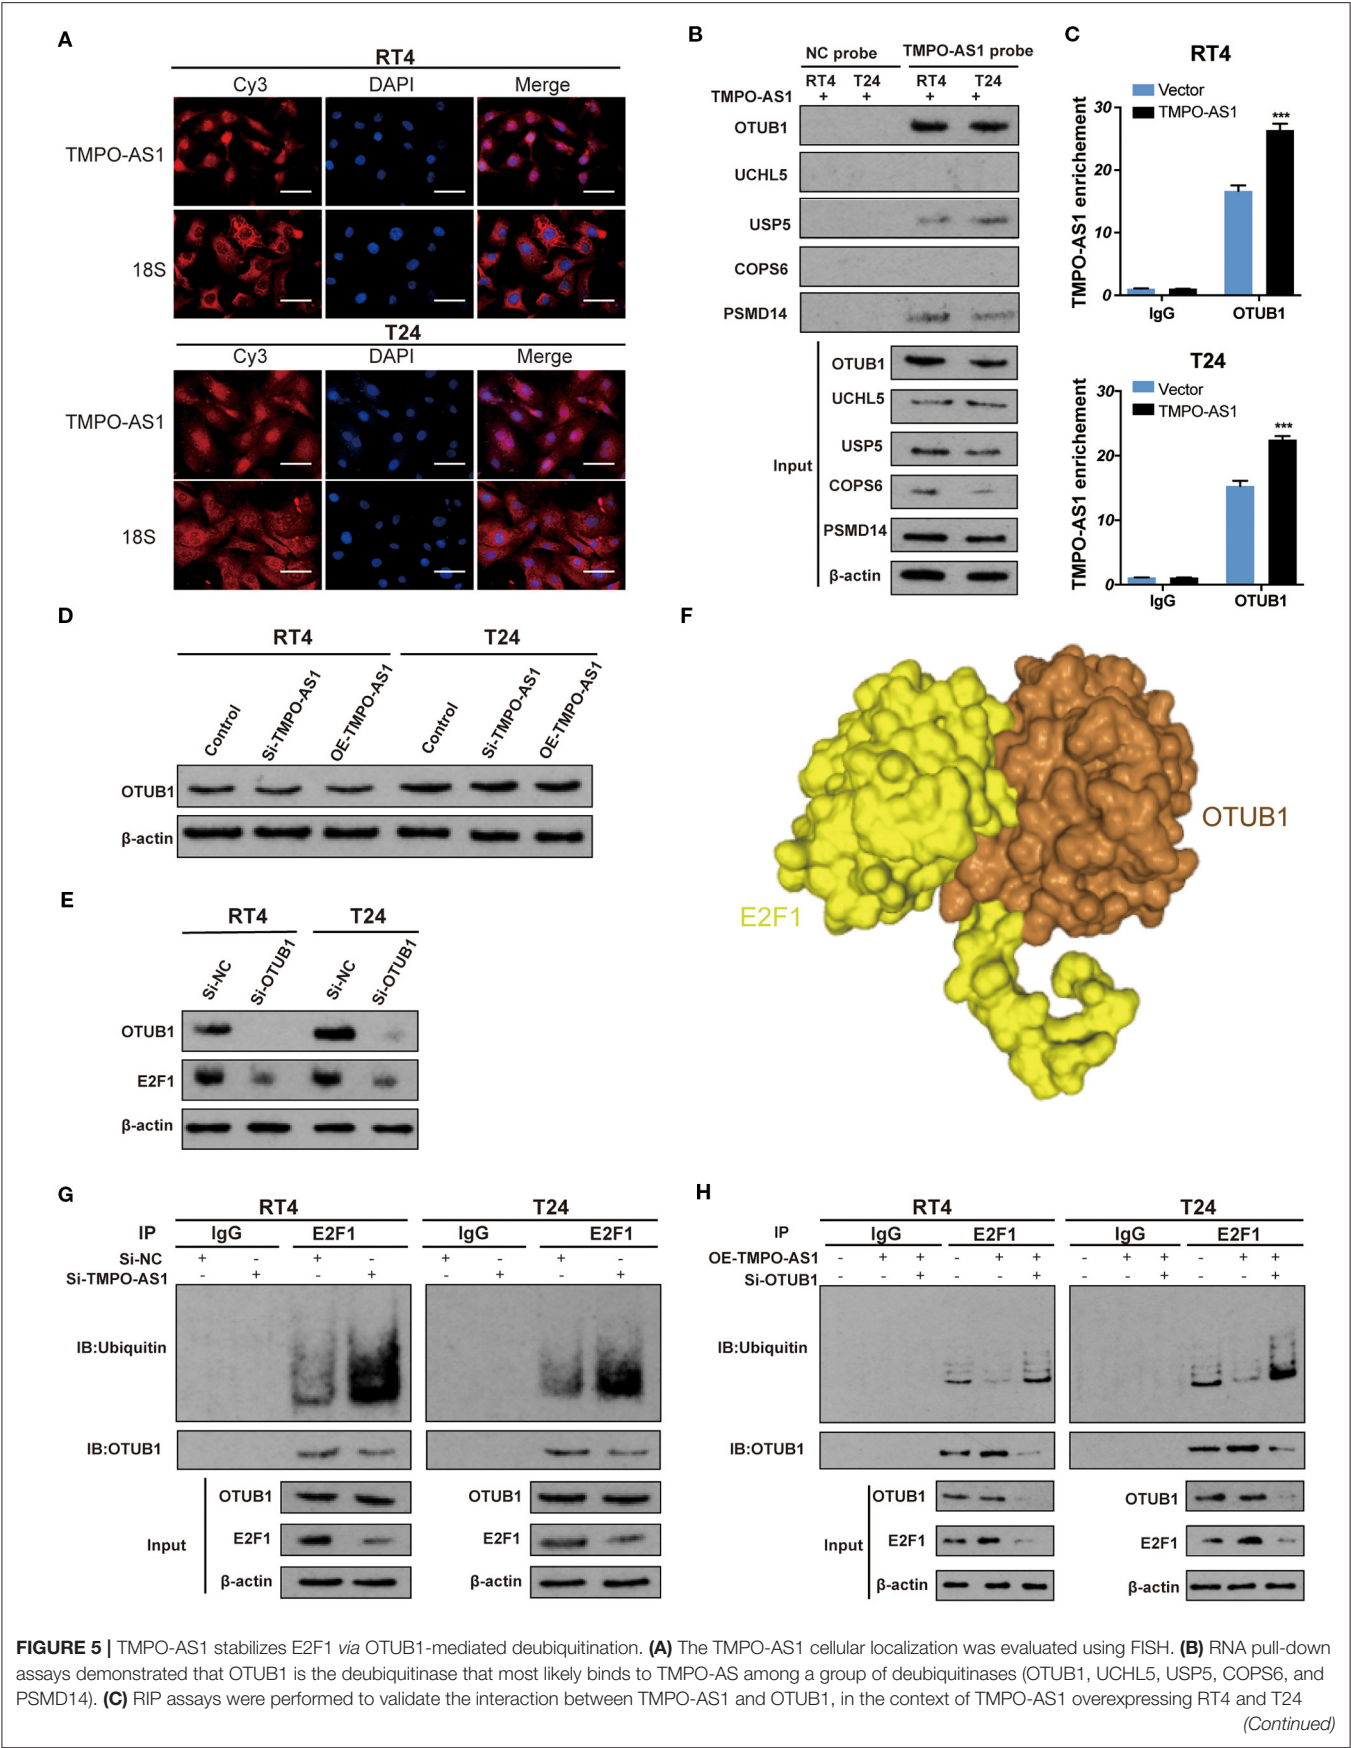 A
RT4
Cy3 DAPI Merge
TMPO-AS1
18S
T24
Cy3 DAPI Merge
TMPO-AS1
18S
B
NC probe TMPO-AS1 probe
RT4 T24 RT4 T24
TMPO-AS1 + + + +
OTUB1
UCHL5
USP5
COPS6
PSMD14
Input
OTUB1
UCHL5
USP5
COPS6
PSMD14
β-actin
C
RT4
Vector
TMPO-AS1
TMPO-AS1 enrichement
30
20
10
0
***
IgG OTUB1
T24
Vector
TMPO-AS1
TMPO-AS1 enrichement
30
20
10
0
***
IgG OTUB1
D
RT4 T24
Control Si-TMPO-AS1 OE-TMPO-AS1 Control Si-TMPO-AS1 OE-TMPO-AS1
OTUB1
β-actin
E
RT4 T24
Si-NC Si-OTUB1 Si-NC Si-OTUB1
OTUB1
E2F1
β-actin
F
OTUB1
E2F1
G
RT4 T24
IP IgG E2F1 IgG E2F1
Si-NC + - + - + - + -
Si-TMPO-AS1 - + - + - + - +
IB:Ubiquitin
IB:OTUB1
Input
OTUB1 OTUB1
E2F1 E2F1
β-actin β-actin
H
RT4 T24
IP IgG E2F1 IgG E2F1
OE-TMPO-AS1 - + + - + + - + + - + +
Si-OTUB1 - - + - - + - - + - - +
IB:Ubiquitin
IB:OTUB1
Input
OTUB1 OTUB1
E2F1 E2F1
β-actin β-actin
FIGURE 5 | TMPO-AS1 stabilizes E2F1 via OTUB1-mediated deubiquitination. (A) The TMPO-AS1 cellular localization was evaluated using FISH. (B) RNA pull-down
assays demonstrated that OTUB1 is the deubiquitinase that most likely binds to TMPO-AS among a group of deubiquitinases (OTUB1, UCHL5, USP5, COPS6, and
PSMD14). (C) RIP assays were performed to validate the interaction between TMPO-AS1 and OTUB1, in the context of TMPO-AS1 overexpressing RT4 and T24
(Continued)